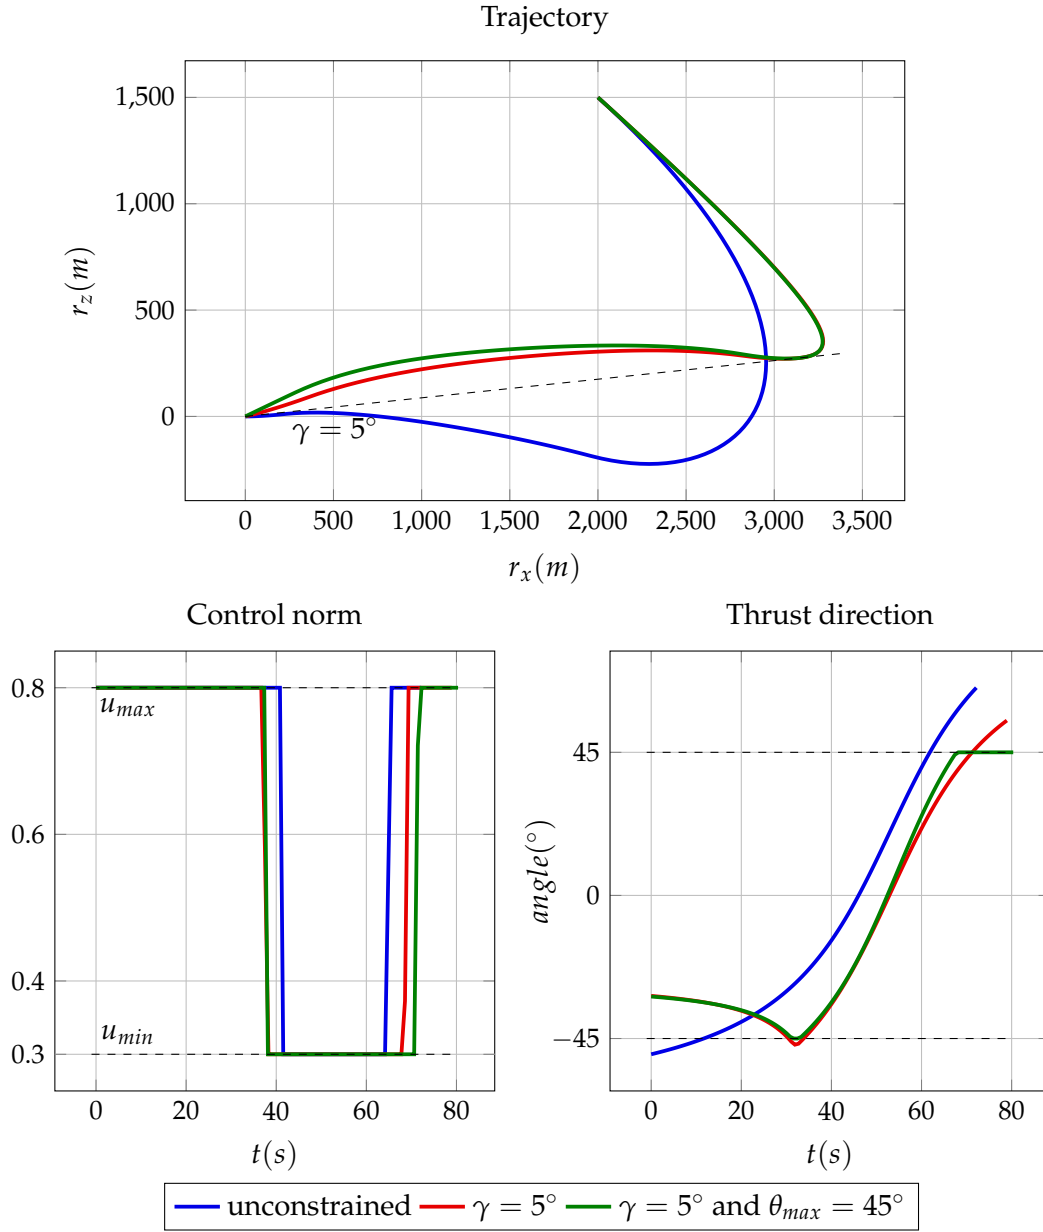 Trajectory
1,500
1,000
500
0
r_z(m)
γ = 5°
0 500 1,000 1,500 2,000 2,500 3,000 3,500
r_x(m)
Control norm
0.8
0.6
0.4
0.3
u_max
u_min
0 20 40 60 80
t(s)
Thrust direction
45
0
−45
angle(°)
0 20 40 60 80
t(s)
unconstrained γ = 5° γ = 5° and θ_max = 45°